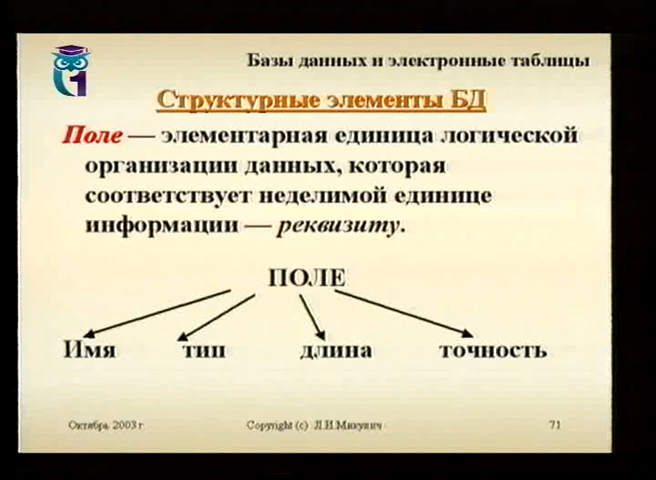 Базы данных и электронные таблицы
1
Структурные элементы БД
Поле — элементарная единица логической
организации данных, которая
соответствует неделимой единице
информации — реквизиту.
ПОЛЕ
Имя тип длина точность
Октябрь 2003 г Copyright (c) Л.И.Микулич 71